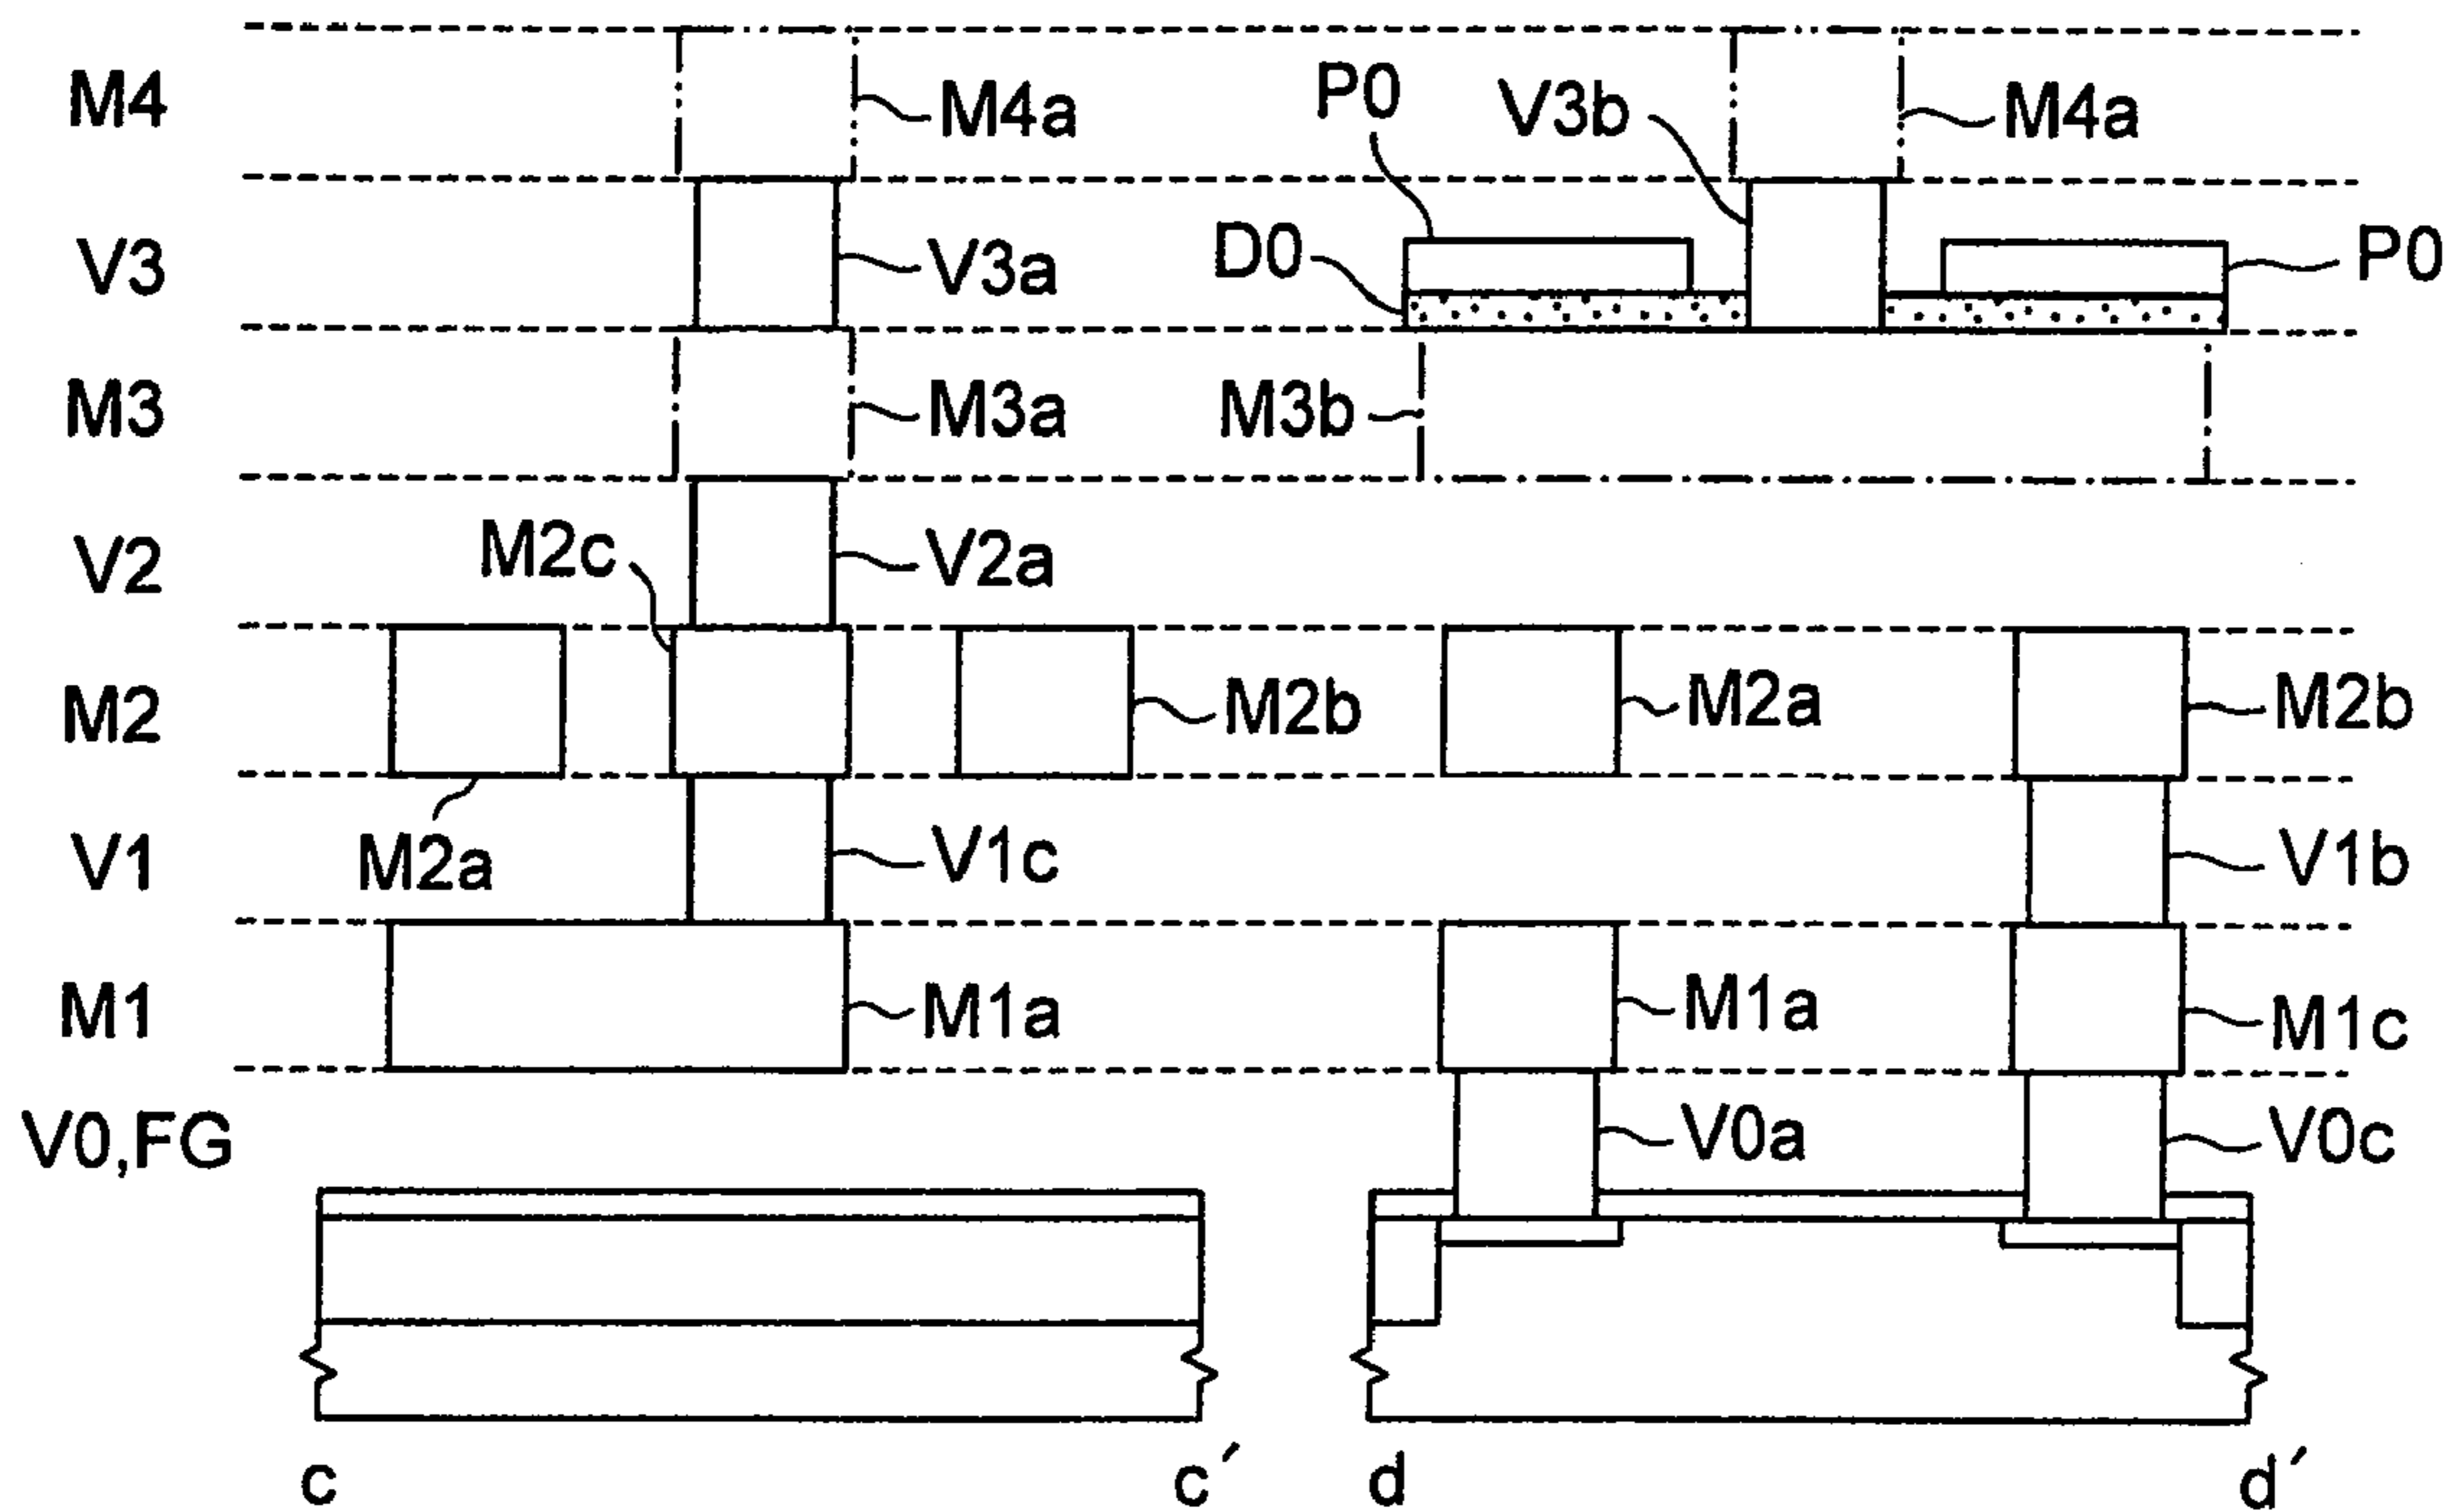 M4 M4a P0 V3b M4a
V3 V3a D0 P0
M3 M3a M3b
V2 M2c V2a
M2 M2b M2a M2b
V1 M2a V1c V1b
M1 M1a M1a M1c
V0,FG V0a V0c
c c′ d d′